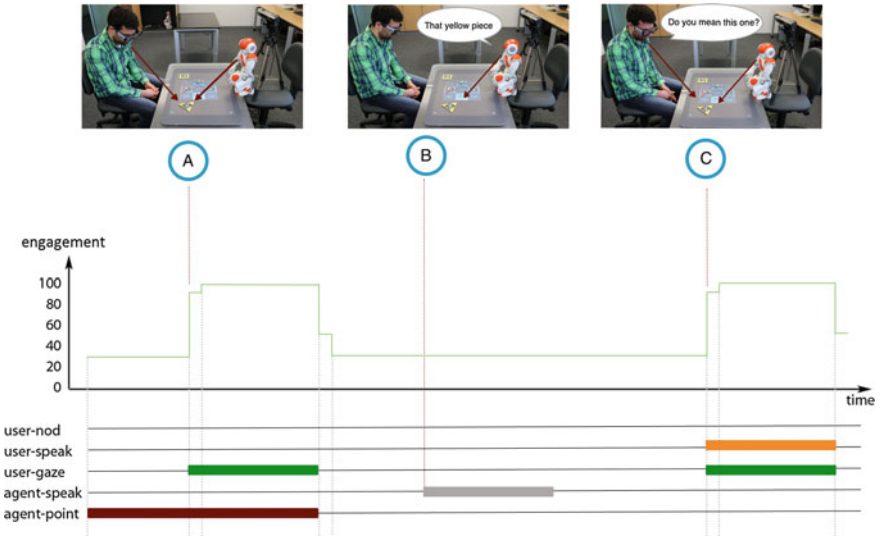 That yellow piece
Do you mean this one?
A
B
C
engagement
100
80
60
40
20
0
time
user-nod
user-speak
user-gaze
agent-speak
agent-point